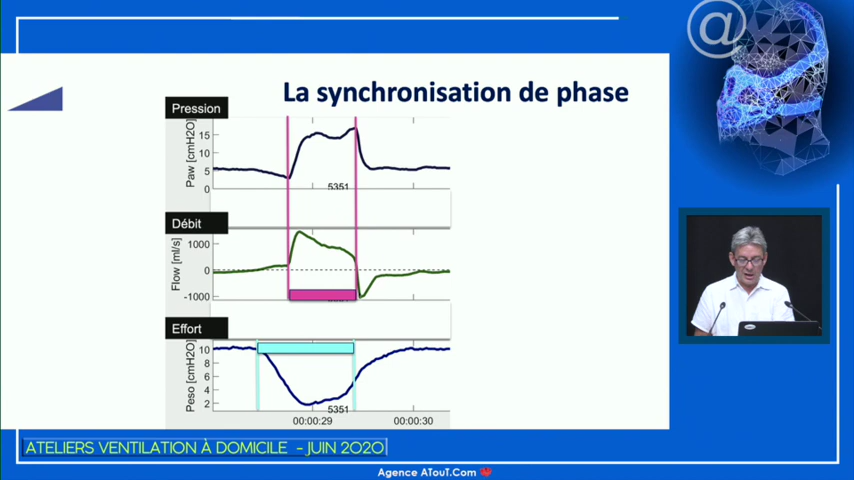 @
La synchronisation de phase
Pression
Paw [cmH2O]
15
10
5
0
5351
Débit
Flow [ml/s]
1000
0
-1000
Effort
Peso [cmH2O]
10
8
6
4
2
5351
00:00:29
00:00:30
ATELIERS VENTILATION À DOMICILE - JUIN 2020
Agence ATouT.Com